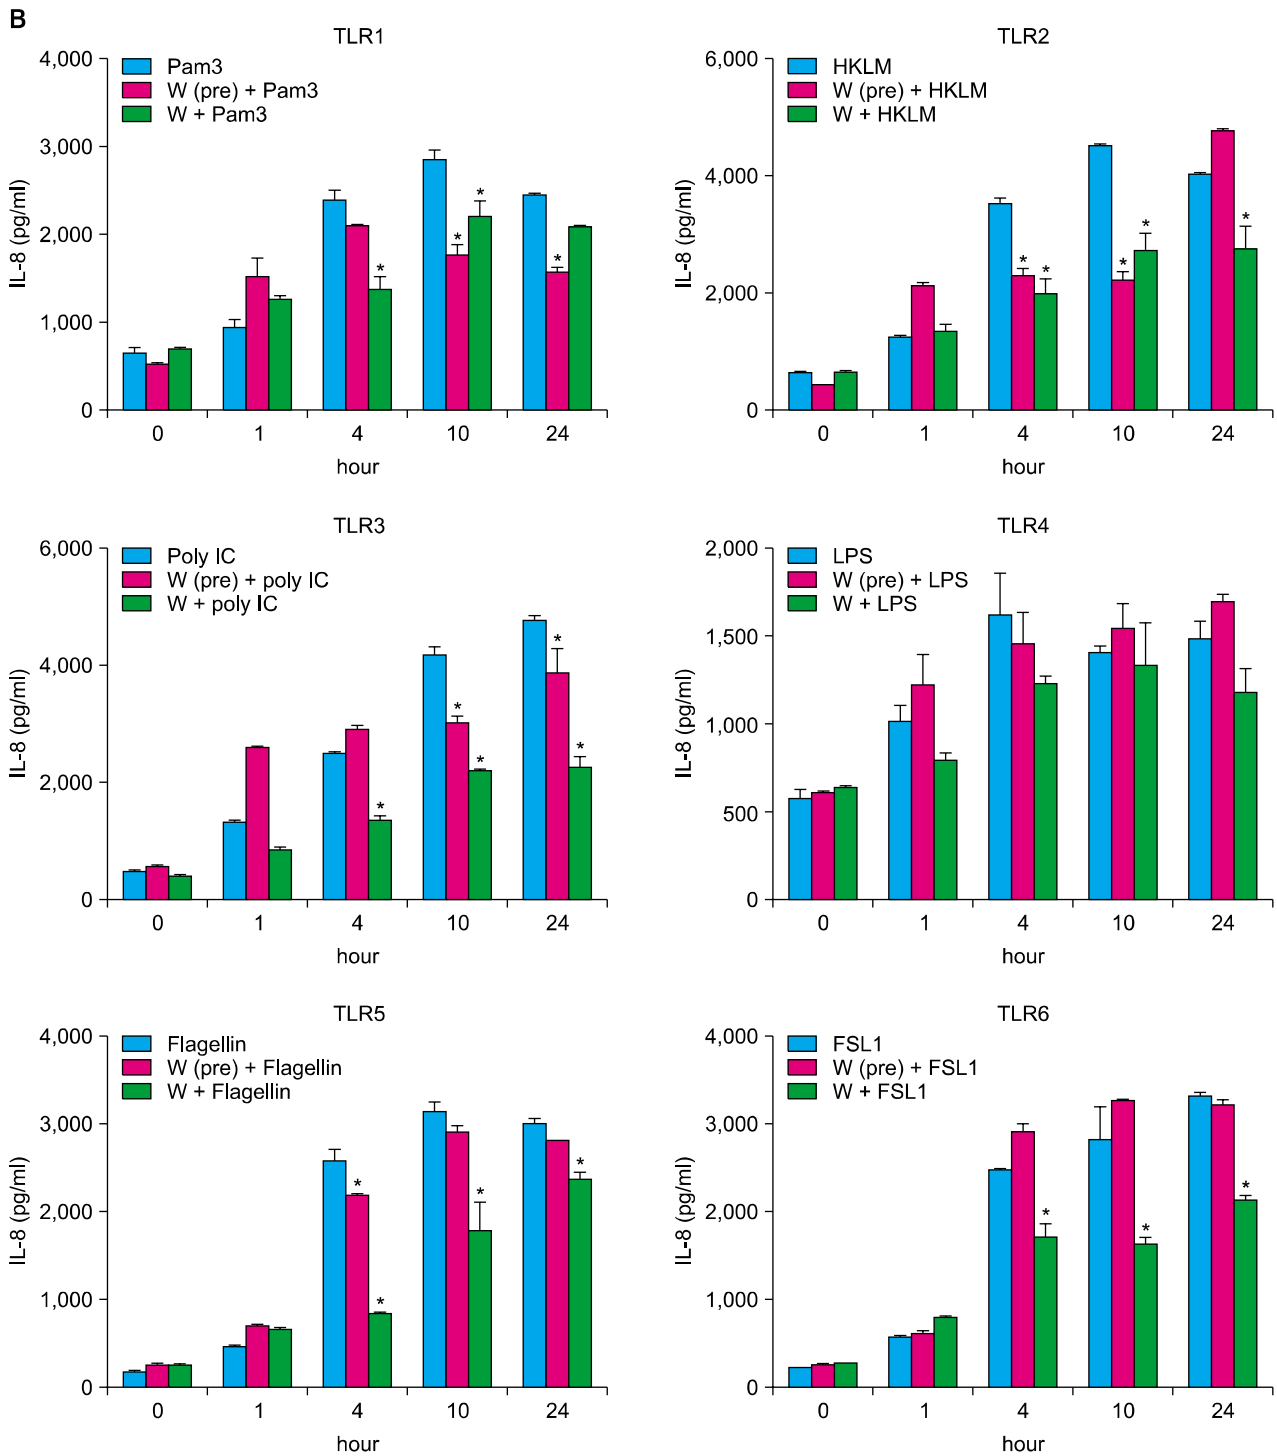 B
TLR1
4,000
3,000
2,000
1,000
0
IL-8 (pg/ml)
Pam3
W (pre) + Pam3
W + Pam3
*
*
*
*
0 1 4 10 24
hour
TLR2
6,000
4,000
2,000
0
IL-8 (pg/ml)
HKLM
W (pre) + HKLM
W + HKLM
*
*
*
*
*
0 1 4 10 24
hour
TLR3
6,000
4,000
2,000
0
IL-8 (pg/ml)
Poly IC
W (pre) + poly IC
W + poly IC
*
*
*
*
*
0 1 4 10 24
hour
TLR4
2,000
1,500
1,000
500
0
IL-8 (pg/ml)
LPS
W (pre) + LPS
W + LPS
0 1 4 10 24
hour
TLR5
4,000
3,000
2,000
1,000
0
IL-8 (pg/ml)
Flagellin
W (pre) + Flagellin
W + Flagellin
*
*
*
*
0 1 4 10 24
hour
TLR6
4,000
3,000
2,000
1,000
0
IL-8 (pg/ml)
FSL1
W (pre) + FSL1
W + FSL1
*
*
*
0 1 4 10 24
hour